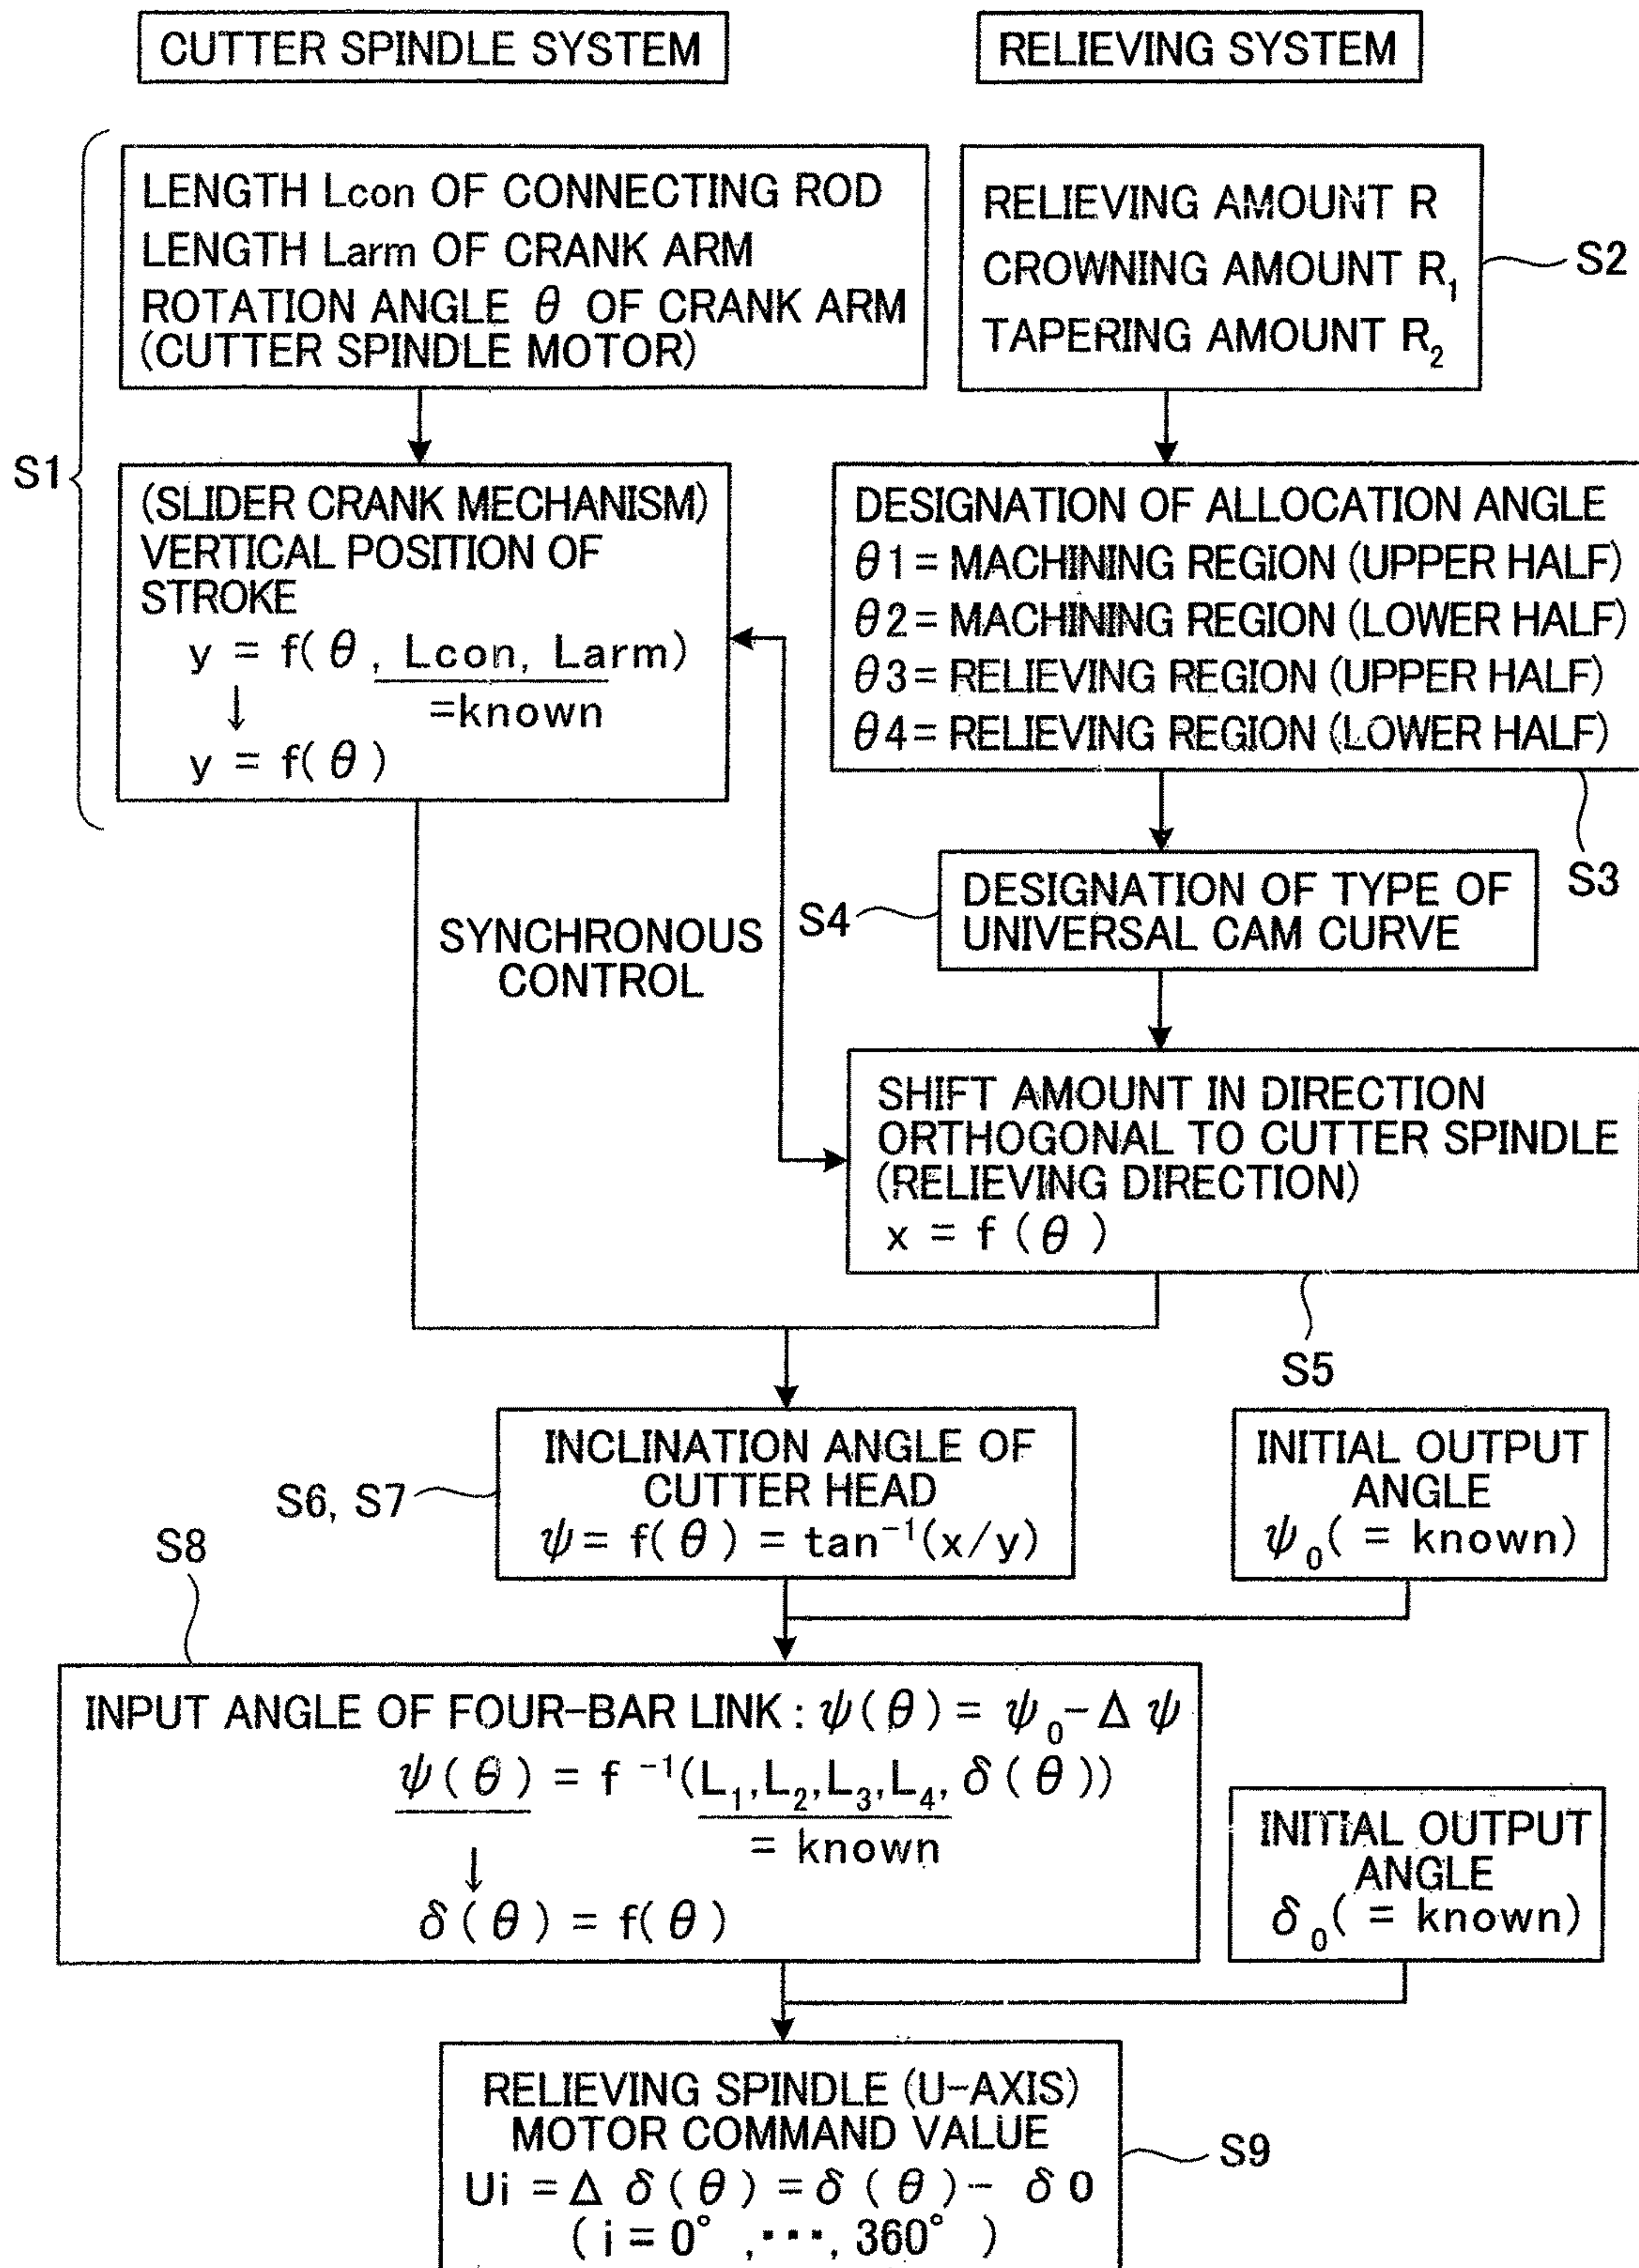 CUTTER SPINDLE SYSTEM
RELIEVING SYSTEM
S1
LENGTH Lcon OF CONNECTING ROD
LENGTH Larm OF CRANK ARM
ROTATION ANGLE θ OF CRANK ARM
(CUTTER SPINDLE MOTOR)
RELIEVING AMOUNT R
CROWNING AMOUNT R₁
TAPERING AMOUNT R₂
S2
(SLIDER CRANK MECHANISM)
VERTICAL POSITION OF
STROKE
y = f( θ , Lcon, Larm)
=known
↓
y = f( θ )
DESIGNATION OF ALLOCATION ANGLE
θ1 = MACHINING REGION (UPPER HALF)
θ2 = MACHINING REGION (LOWER HALF)
θ3 = RELIEVING REGION (UPPER HALF)
θ4 = RELIEVING REGION (LOWER HALF)
S3
SYNCHRONOUS
CONTROL
S4
DESIGNATION OF TYPE OF
UNIVERSAL CAM CURVE
SHIFT AMOUNT IN DIRECTION
ORTHOGONAL TO CUTTER SPINDLE
(RELIEVING DIRECTION)
x = f ( θ )
S5
S6, S7
INCLINATION ANGLE OF
CUTTER HEAD
ψ = f( θ ) = tan⁻¹(x/y)
INITIAL OUTPUT
ANGLE
ψ₀( = known)
S8
INPUT ANGLE OF FOUR-BAR LINK : ψ( θ ) = ψ₀- Δ ψ
ψ( θ ) = f ⁻¹(L₁,L₂,L₃,L₄, δ ( θ ))
= known
↓
δ ( θ ) = f( θ )
INITIAL OUTPUT
ANGLE
δ₀( = known)
RELIEVING SPINDLE (U-AXIS)
MOTOR COMMAND VALUE
Ui = Δ δ ( θ ) = δ ( θ ) - δ 0
( i = 0° , ･･･, 360° )
S9